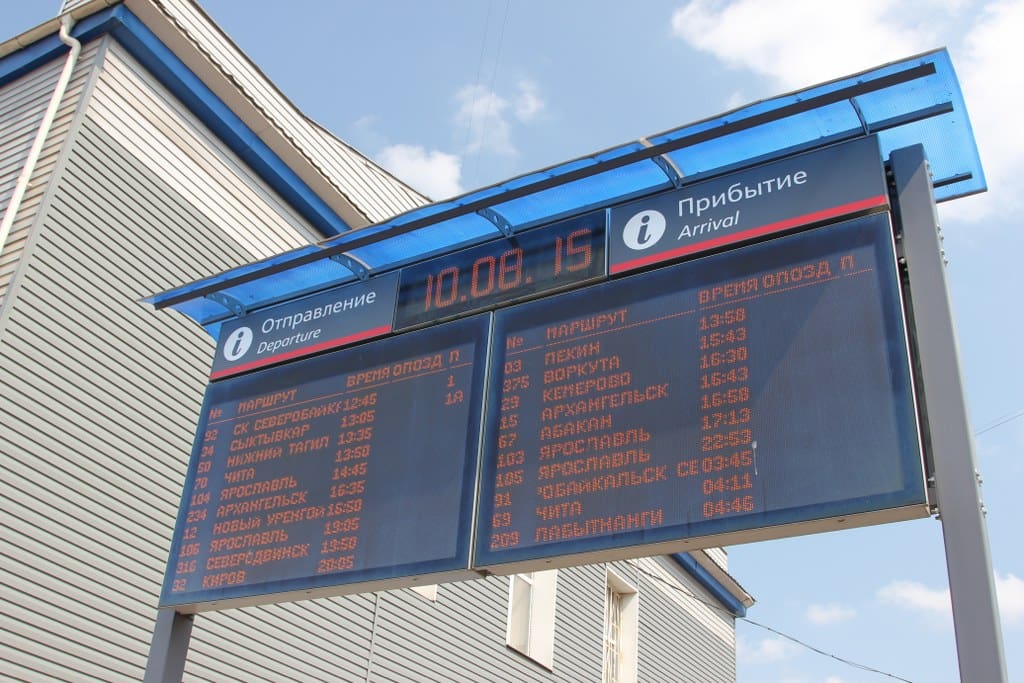 Отправление
Departure
10.08.15
Прибытие
Arrival
№ МАРШРУТ ВРЕМЯ ОПОЗД П
92 СК СЕВЕРОБАЙК 12:45 1
34 СЫКТЫВКАР 13:05 1А
50 НИЖНИЙ ТАГИЛ 13:35
70 ЧИТА 13:50
104 ЯРОСЛАВЛЬ 14:45
234 АРХАНГЕЛЬСК 16:35
12 НОВЫЙ УРЕНГОЙ 16:50
106 ЯРОСЛАВЛЬ 19:05
316 СЕВЕРОДВИНСК 19:50
32 КИРОВ 20:05
№ МАРШРУТ ВРЕМЯ ОПОЗД П
03 ПЕКИН 13:58
375 ВОРКУТА 15:43
29 КЕМЕРОВО 16:30
15 АРХАНГЕЛЬСК 16:43
67 АБАКАН 16:58
103 ЯРОСЛАВЛЬ 17:13
105 ЯРОСЛАВЛЬ 22:53
91 ОБАЙКАЛЬСК СЕ 03:45
69 ЧИТА 04:11
209 ЛАБЫТНАНГИ 04:46